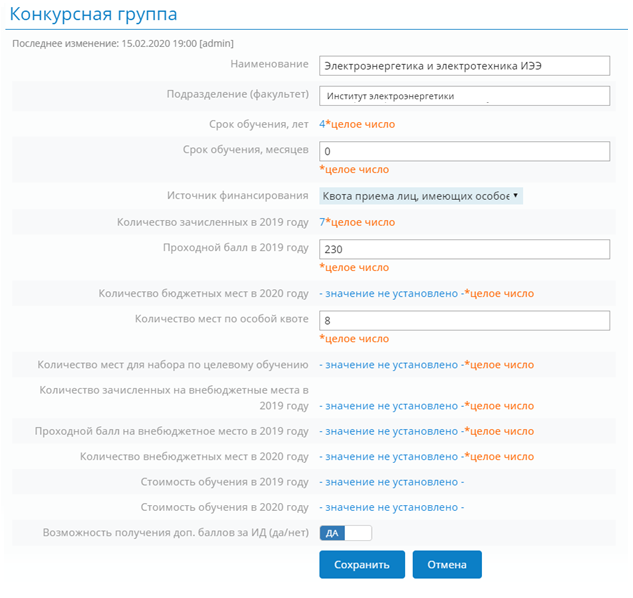 Конкурсная группа
Последнее изменение: 15.02.2020 19:00 [admin]
Наименование Электроэнергетика и электротехника ИЭЭ
Подразделение (факультет) Институт электроэнергетики
Срок обучения, лет 4*целое число
Срок обучения, месяцев 0
*целое число
Источник финансирования Квота приема лиц, имеющих особое
Количество зачисленных в 2019 году 7*целое число
Проходной балл в 2019 году 230
*целое число
Количество бюджетных мест в 2020 году - значение не установлено -*целое число
Количество мест по особой квоте 8
*целое число
Количество мест для набора по целевому обучению - значение не установлено -*целое число
Количество зачисленных на внебюджетные места в
2019 году - значение не установлено -*целое число
Проходной балл на внебюджетное место в 2019 году - значение не установлено -*целое число
Количество внебюджетных мест в 2020 году - значение не установлено -*целое число
Стоимость обучения в 2019 году - значение не установлено -
Стоимость обучения в 2020 году - значение не установлено -
Возможность получения доп. баллов за ИД (да/нет) ДА
Сохранить Отмена